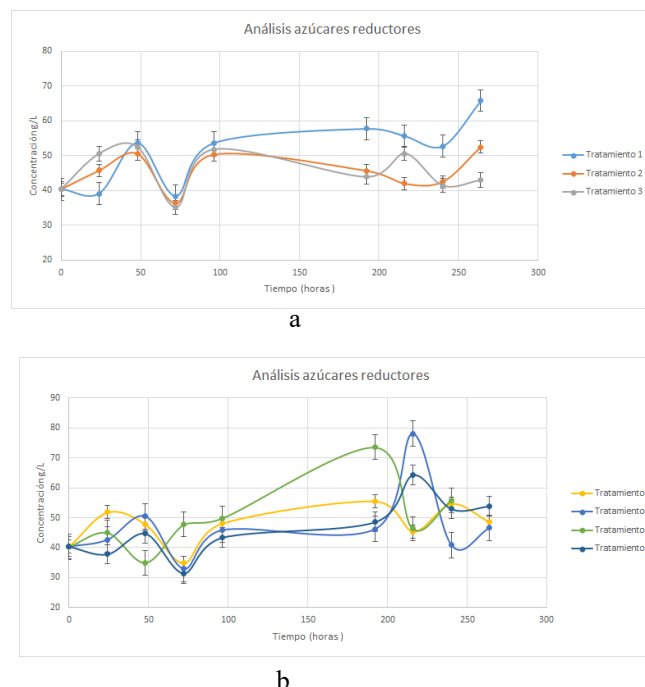 Análisis azúcares reductores
80
70
60
50
40
30
20
Concentración g/L
0
50
100
150
200
250
300
Tiempo (horas )
Tratamiento 1
Tratamiento 2
Tratamiento 3
a
Análisis azúcares reductores
90
80
70
60
50
40
30
20
Concentración g/L
0
50
100
150
200
250
300
Tiempo (horas )
Tratamiento
Tratamiento
Tratamiento
Tratamiento
b